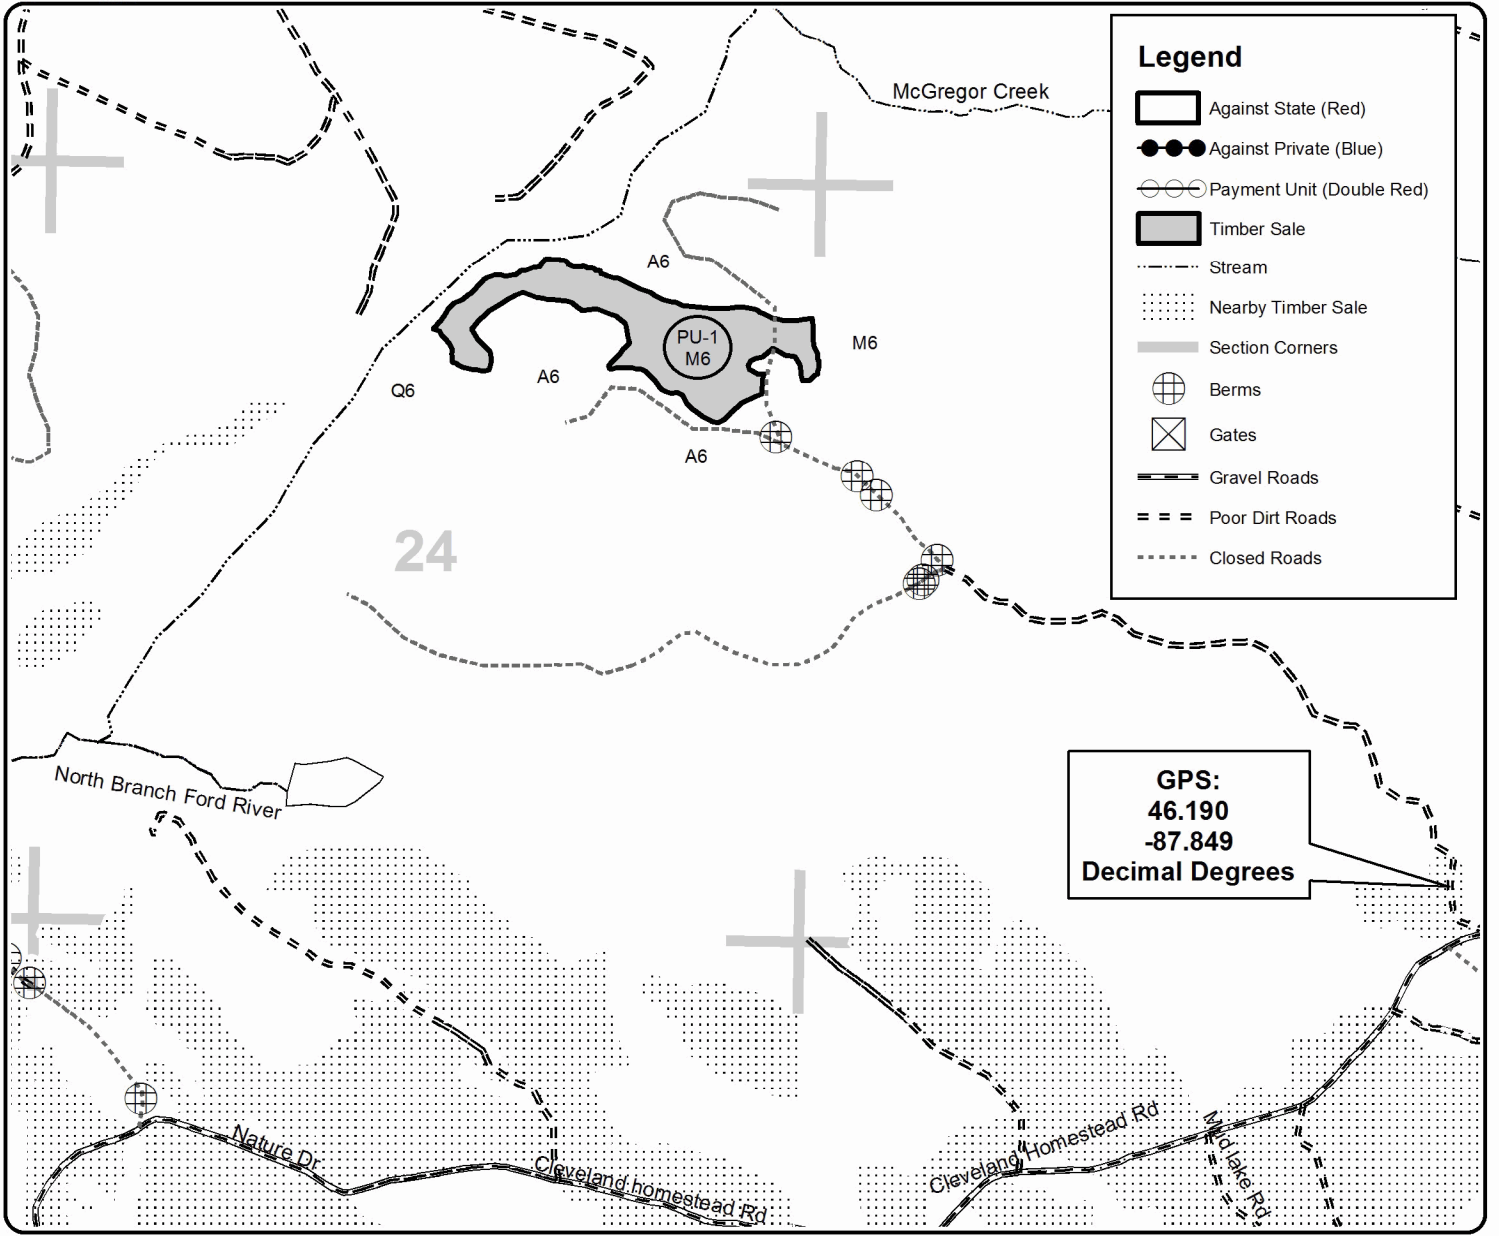 McGregor Creek
Legend
Against State (Red)
Against Private (Blue)
Payment Unit (Double Red)
Timber Sale
Stream
Nearby Timber Sale
Section Corners
Berms
Gates
Gravel Roads
Poor Dirt Roads
Closed Roads
A6
PU-1
M6
M6
A6
Q6
A6
24
North Branch Ford River
GPS:
46.190
-87.849
Decimal Degrees
Nature Dr
Cleveland homestead Rd
Cleveland Homestead Rd
Mud lake Rd